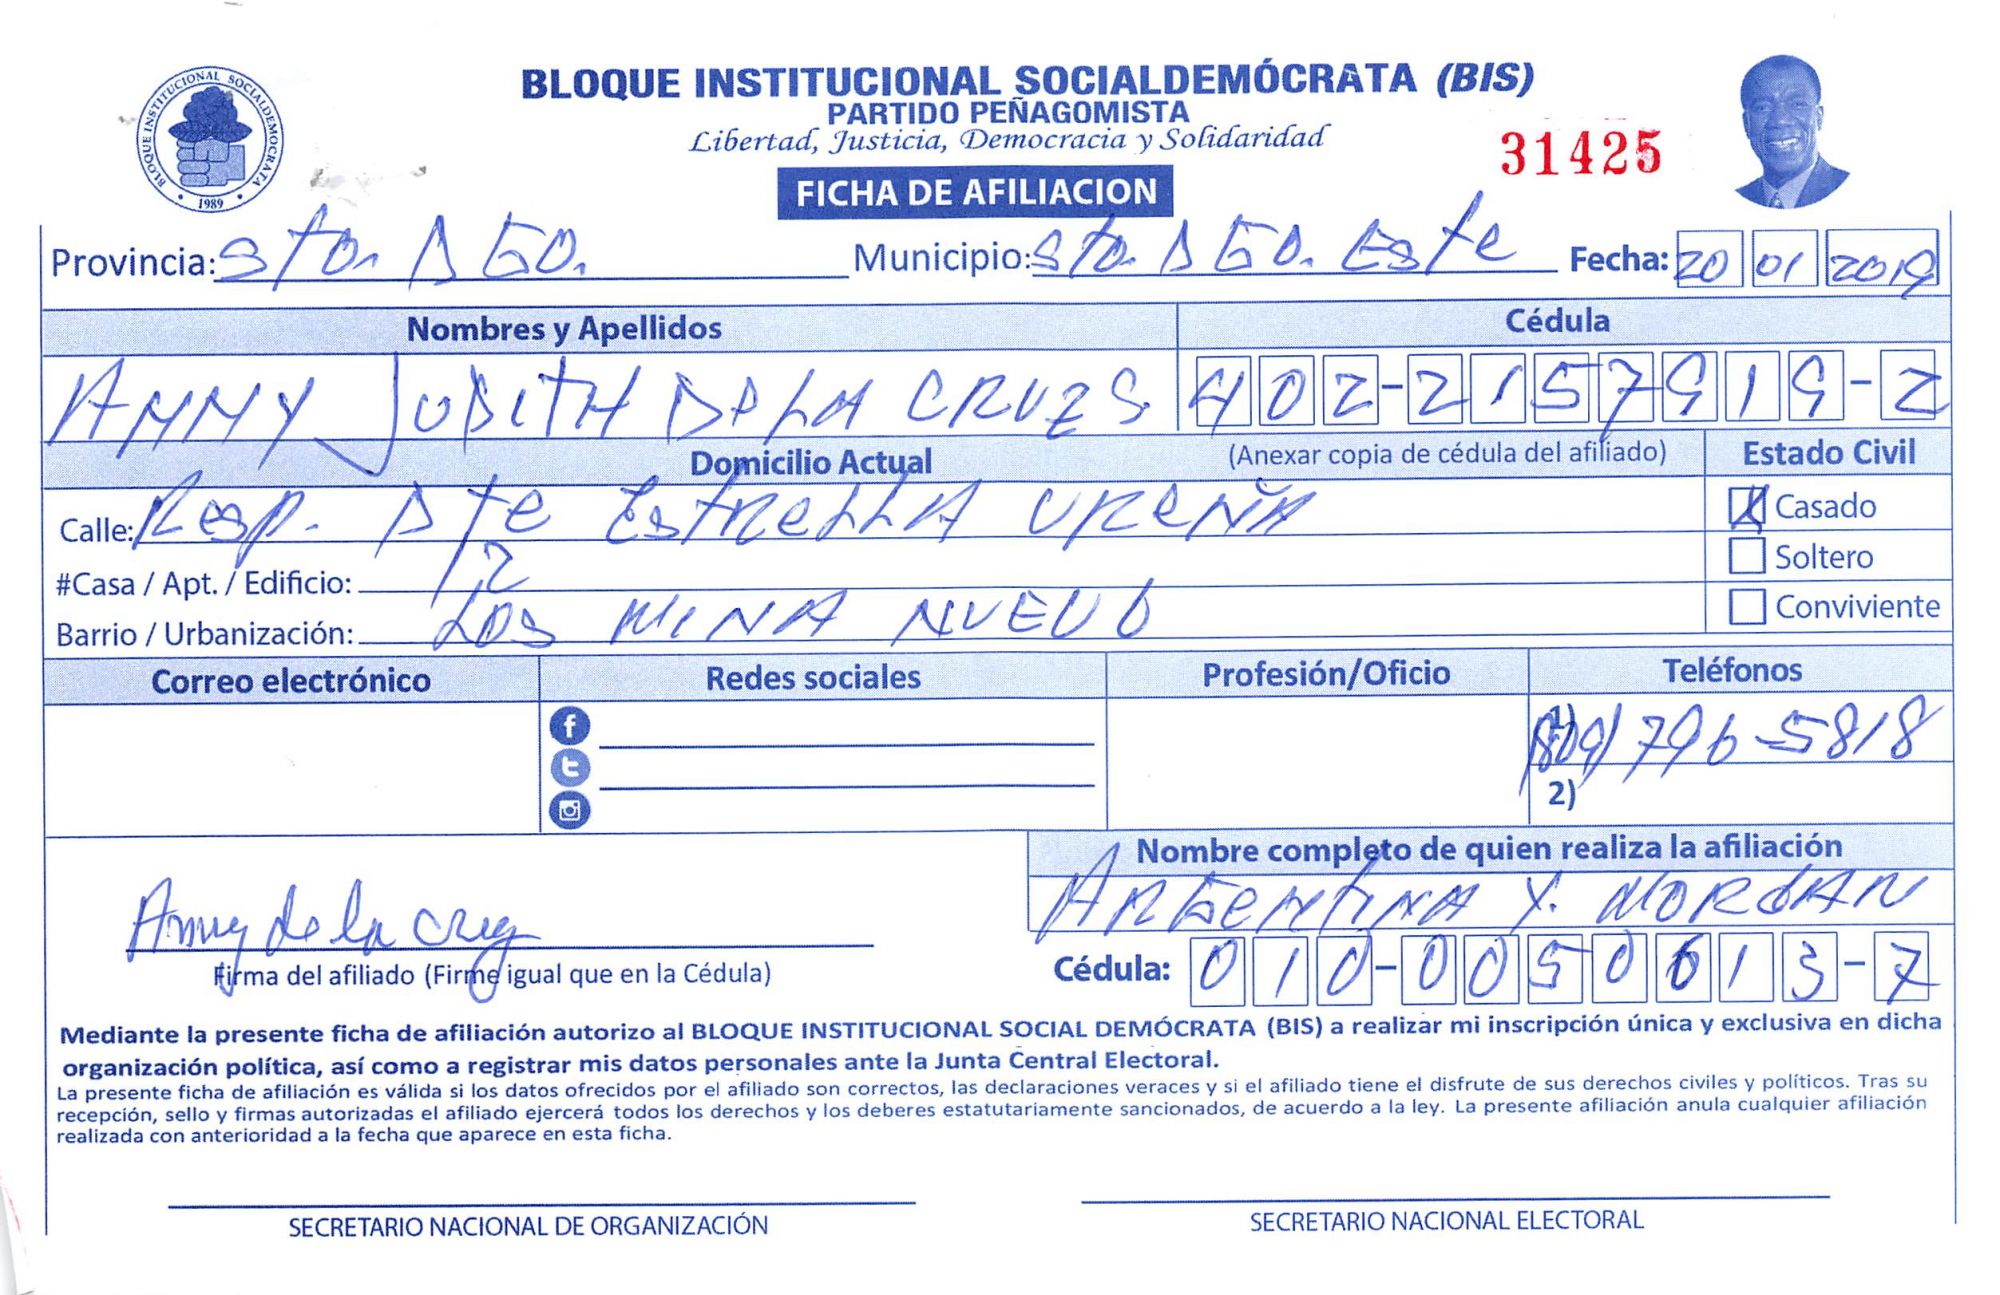 BLOQUE INSTITUCIONAL SOCIALDEMOCRATA
1989
BLOQUE INSTITUCIONAL SOCIALDEMÓCRATA (BIS)
PARTIDO PEÑAGOMISTA
Libertad, Justicia, Democracia y Solidaridad
31425
FICHA DE AFILIACION
Provincia: Sto. DGO. Municipio: Sto. DGO. Este Fecha: 20 01 2019
Nombres y Apellidos Cédula
ANNY JUDITH DE LA CRUZ S. 402-2157919-2
Domicilio Actual (Anexar copia de cédula del afiliado) Estado Civil
Calle: Resp. Dte Estrella Ureña Casado
#Casa / Apt. / Edificio: 12 Soltero
Barrio / Urbanización: Los Mina Nuevo Conviviente
Correo electrónico Redes sociales Profesión/Oficio Teléfonos
1) (809) 796-5818
2)
Nombre completo de quien realiza la afiliación
Argentina Y. Mordan
Anny de la Cruz
Firma del afiliado (Firme igual que en la Cédula) Cédula: 010-0050613-7
Mediante la presente ficha de afiliación autorizo al BLOQUE INSTITUCIONAL SOCIAL DEMÓCRATA (BIS) a realizar mi inscripción única y exclusiva en dicha
organización política, así como a registrar mis datos personales ante la Junta Central Electoral.
La presente ficha de afiliación es válida si los datos ofrecidos por el afiliado son correctos, las declaraciones veraces y si el afiliado tiene el disfrute de sus derechos civiles y políticos. Tras su
recepción, sello y firmas autorizadas el afiliado ejercerá todos los derechos y los deberes estatutariamente sancionados, de acuerdo a la ley. La presente afiliación anula cualquier afiliación
realizada con anterioridad a la fecha que aparece en esta ficha.
SECRETARIO NACIONAL DE ORGANIZACIÓN SECRETARIO NACIONAL ELECTORAL